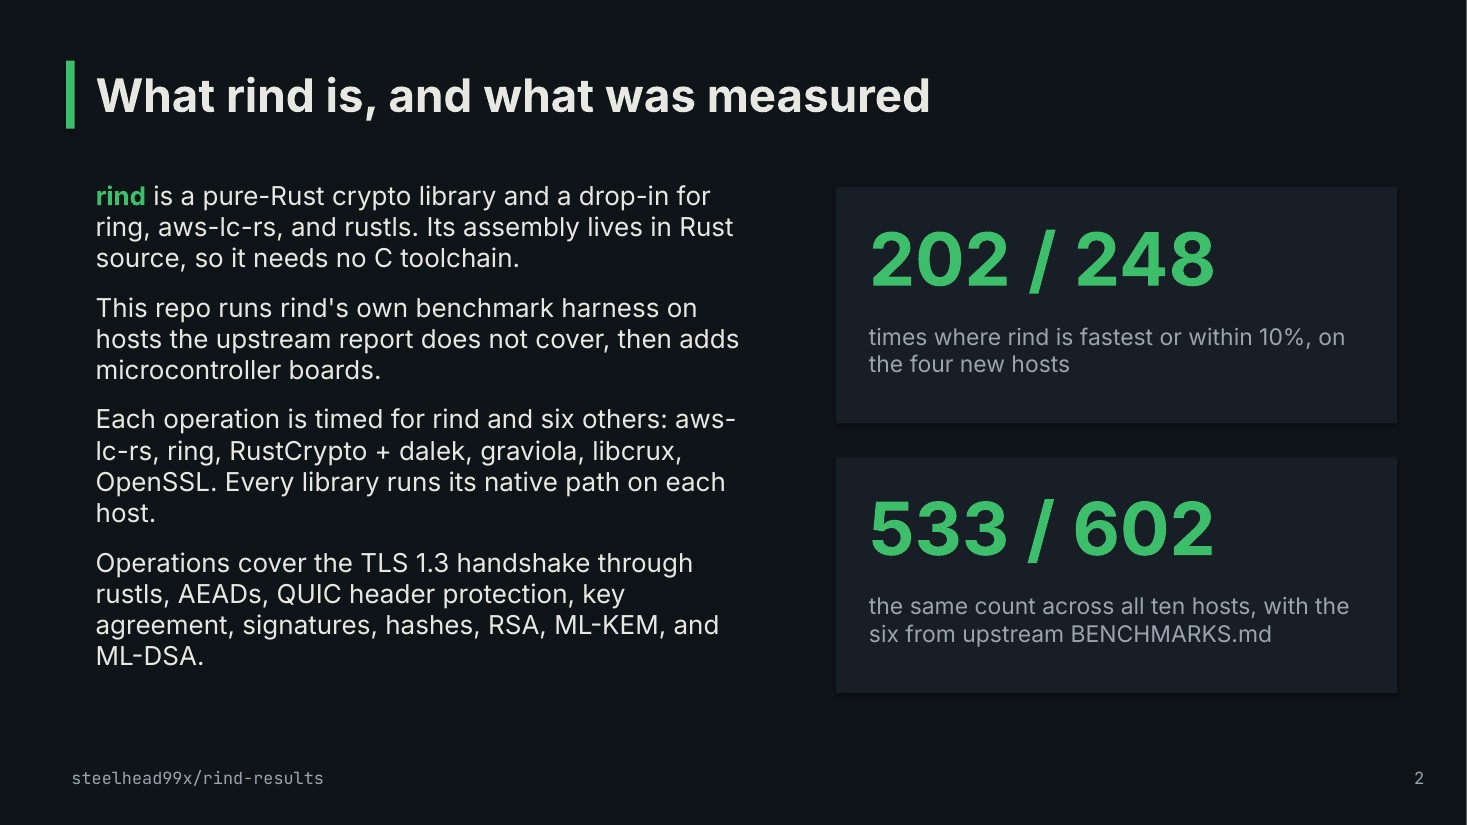 What rind is, and what was measured
rind is a pure-Rust crypto library and a drop-in for
ring, aws-lc-rs, and rustls. Its assembly lives in Rust
source, so it needs no C toolchain.
This repo runs rind's own benchmark harness on
hosts the upstream report does not cover, then adds
microcontroller boards.
Each operation is timed for rind and six others: aws-
lc-rs, ring, RustCrypto + dalek, graviola, libcrux,
OpenSSL. Every library runs its native path on each
host.
Operations cover the TLS 1.3 handshake through
rustls, AEADs, QUIC header protection, key
agreement, signatures, hashes, RSA, ML-KEM, and
ML-DSA.
202 / 248
times where rind is fastest or within 10%, on
the four new hosts
533 / 602
the same count across all ten hosts, with the
six from upstream BENCHMARKS.md
steelhead99x/rind-results
2